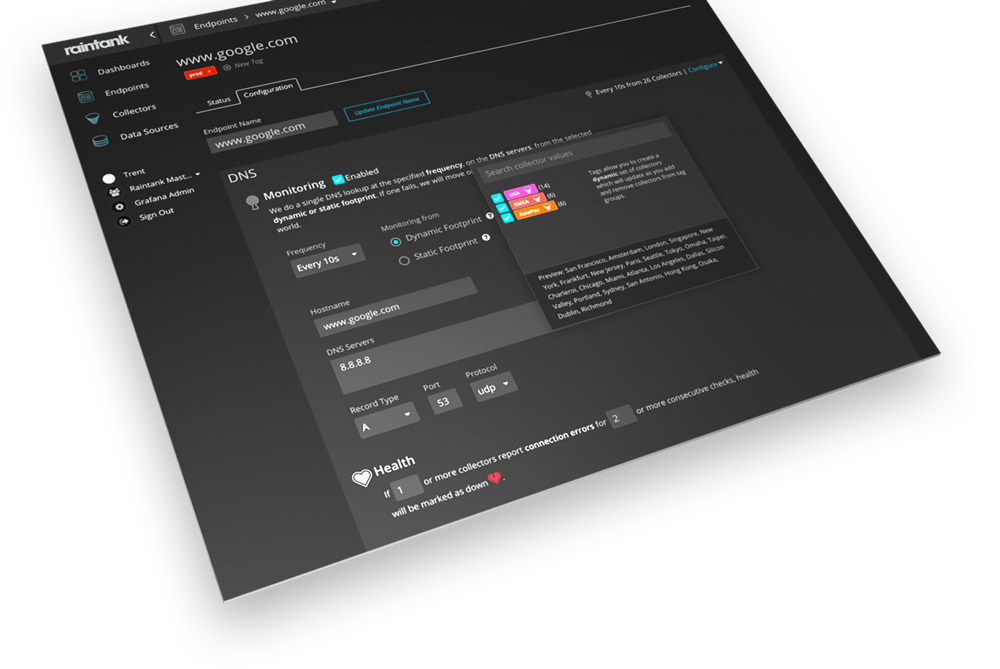 raintank
Endpoints > www.google.com
Dashboards
Endpoints
Collectors
Data Sources
Trent
Raintank Mast...
Grafana Admin
Sign Out
www.google.com
prod
New Tag
Status
Configuration
Every 10s from 26 Collectors | Configure
Endpoint Name
www.google.com
Update Endpoint Name
DNS
Monitoring
Enabled
We do a single DNS lookup at the specified frequency, on the DNS servers, from the selected
dynamic or static footprint. If one fails, we will move o
world.
Frequency
Every 10s
Monitoring from
Dynamic Footprint ?
Static Footprint ?
Search collector values
USA (14)
EMEA (6)
AsiaPac (6)
Tags allow you to create a
dynamic set of collectors
which will update as you add
and remove collectors from tag
groups.
Preview: San Francisco, Amsterdam, London, Singapore, New
York, Frankfurt, New Jersey, Paris, Seattle, Tokyo, Omaha, Taipei,
Charleroi, Chicago, Miami, Atlanta, Los Angeles, Dallas, Silicon
Valley, Portland, Sydney, San Antonio, Hong Kong, Osaka,
Dublin, Richmond
Hostname
www.google.com
DNS Servers
8.8.8.8
Record Type
A
Port
53
Protocol
udp
Health
If 1 or more collectors report connection errors for 2 or more consecutive checks, health
will be marked as down .